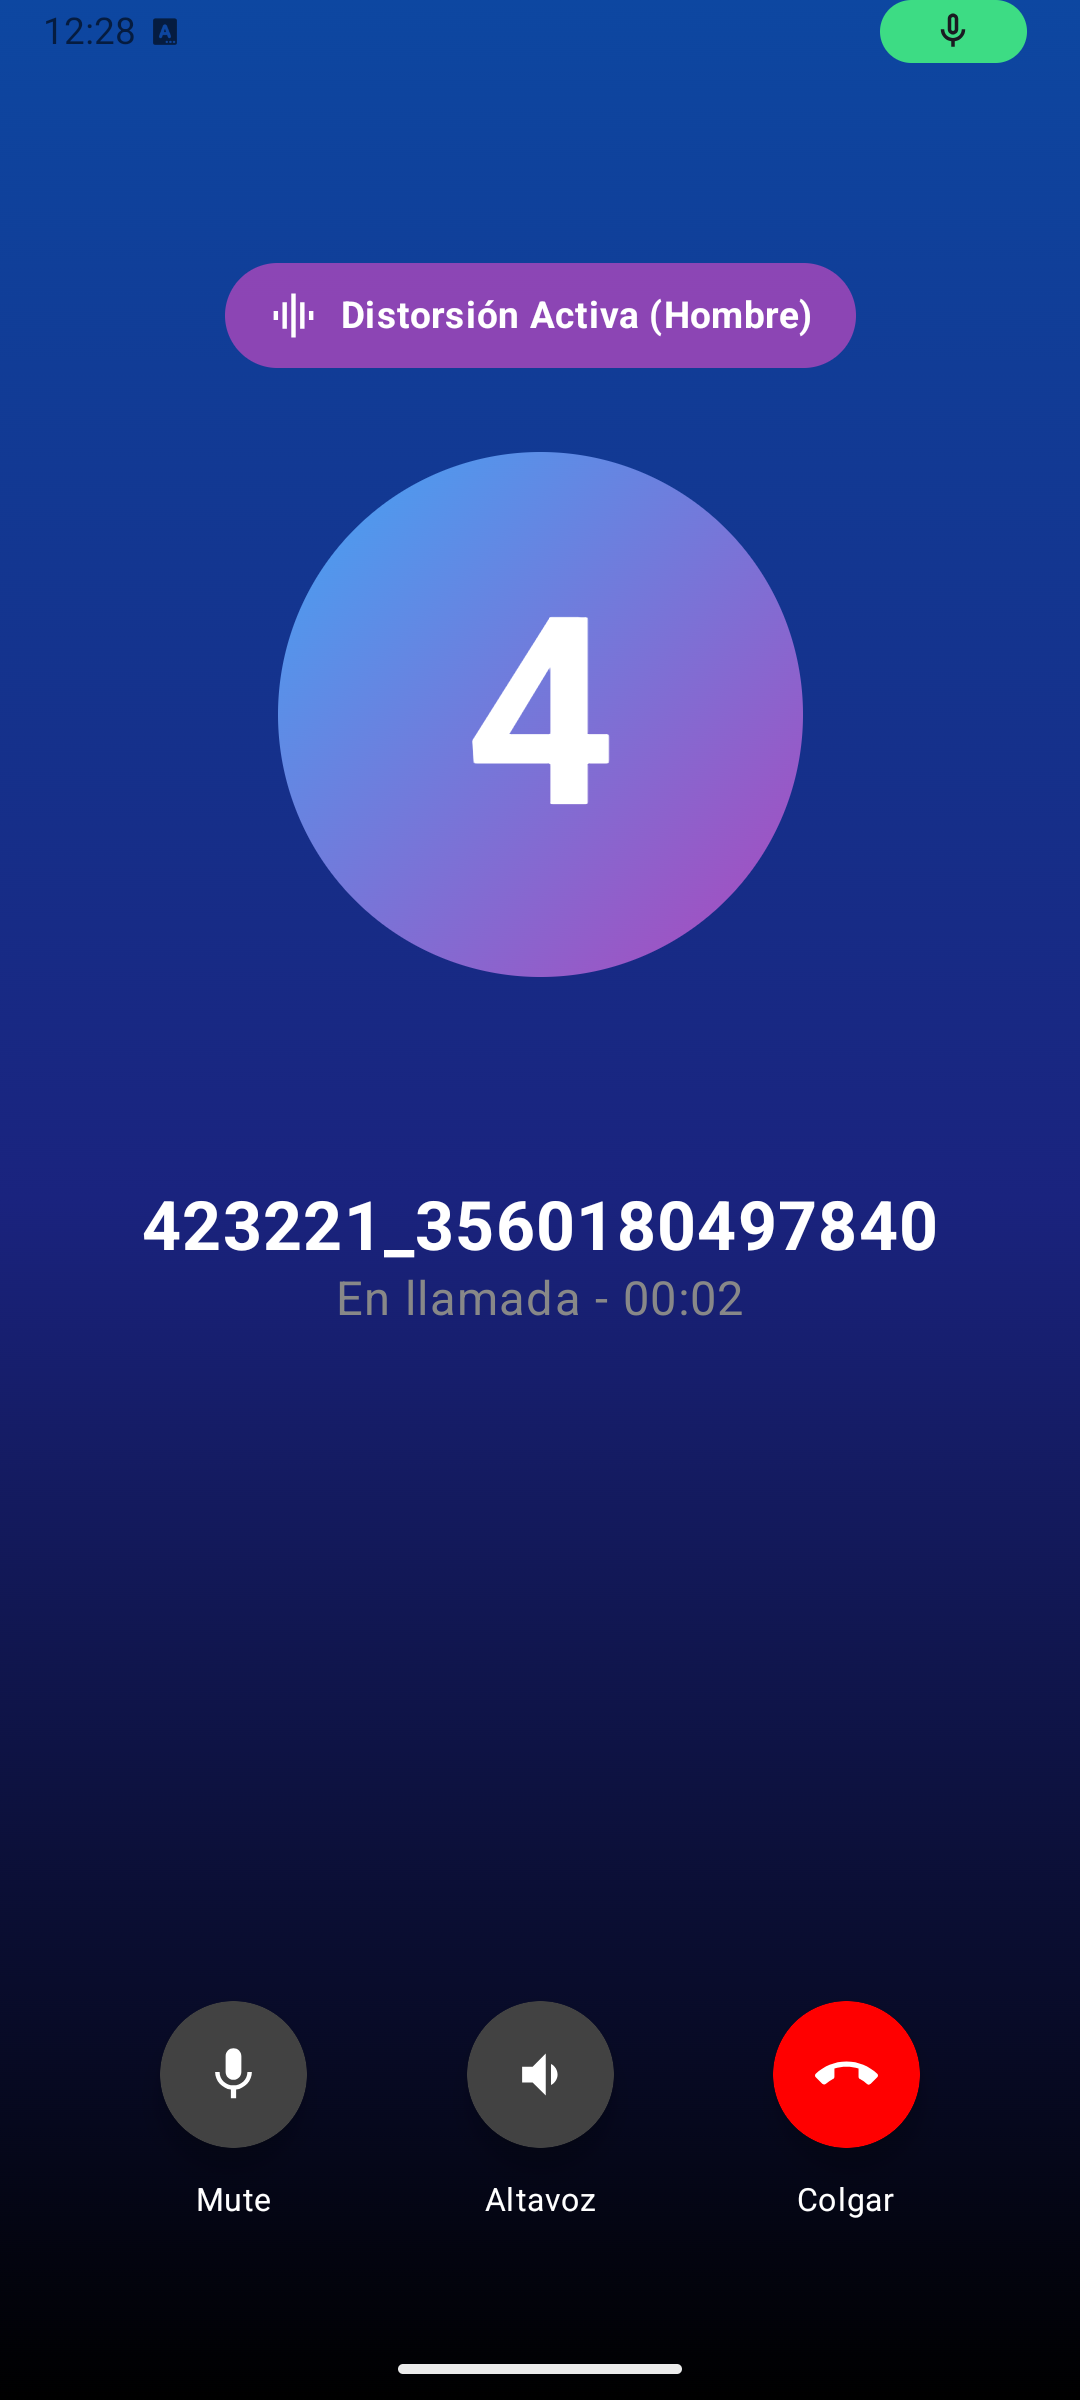 12:28
Distorsión Activa (Hombre)
4
423221_3560180497840
En llamada - 00:02
Mute
Altavoz
Colgar